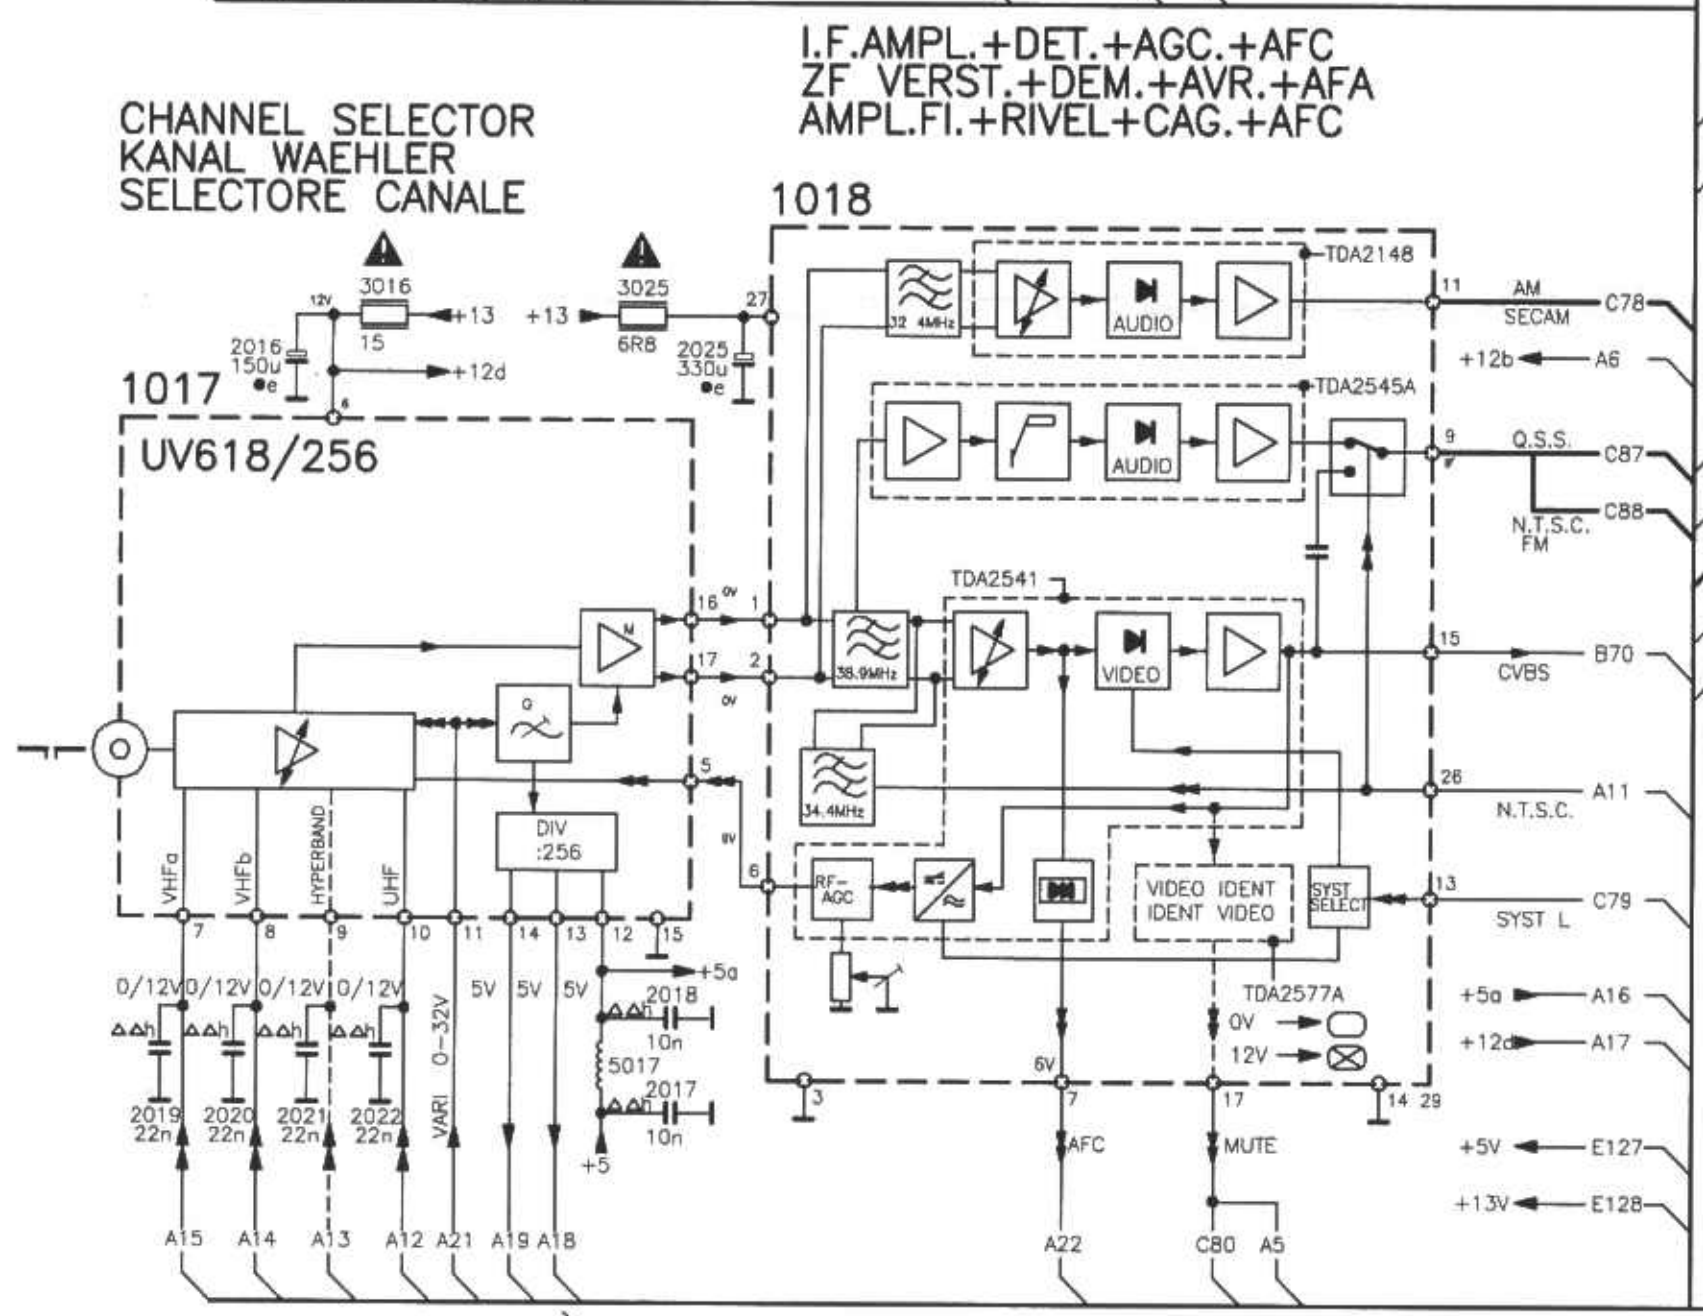 I.F.AMPL.+DET.+AGC.+AFC
ZF VERST.+DEM.+AVR.+AFA
AMPL.FI.+RIVEL+CAG.+AFC
CHANNEL SELECTOR
KANAL WAEHLER
SELECTORE CANALE
1018
3016
12V
+13
15
2016
150u
e
+12d
3025
+13
6R8
27
2025
330u
e
1017
6
UV618/256
TDA2148
32 4MHz
AUDIO
11
AM
SECAM
C78
+12b
A6
TDA2545A
AUDIO
9
Q.S.S.
C87
C88
N.T.S.C.
FM
TDA2541
M
16
0V
1
17
2
0V
38.9MHz
VIDEO
15
CVBS
B70
G
5
34.4MHz
26
A11
N.T.S.C.
DIV
:256
6
RF-
AGC
VIDEO IDENT
IDENT VIDEO
SYST
SELECT
13
C79
SYST L
VHFa
VHFb
HYPERBAND
UHF
7
8
9
10
11
14
13
12
15
+5a
0/12V
0/12V
0/12V
0/12V
5V
5V
5V
h
h
h
h
VARI 0-32V
h
2018
10n
5017
h
2017
10n
+5
2019
22n
2020
22n
2021
22n
2022
22n
TDA2577A
0V
12V
+5a
A16
+12d
A17
3
6V
7
17
14
29
AFC
MUTE
+5V
E127
+13V
E128
A15
A14
A13
A12
A21
A19
A18
A22
C80
A5